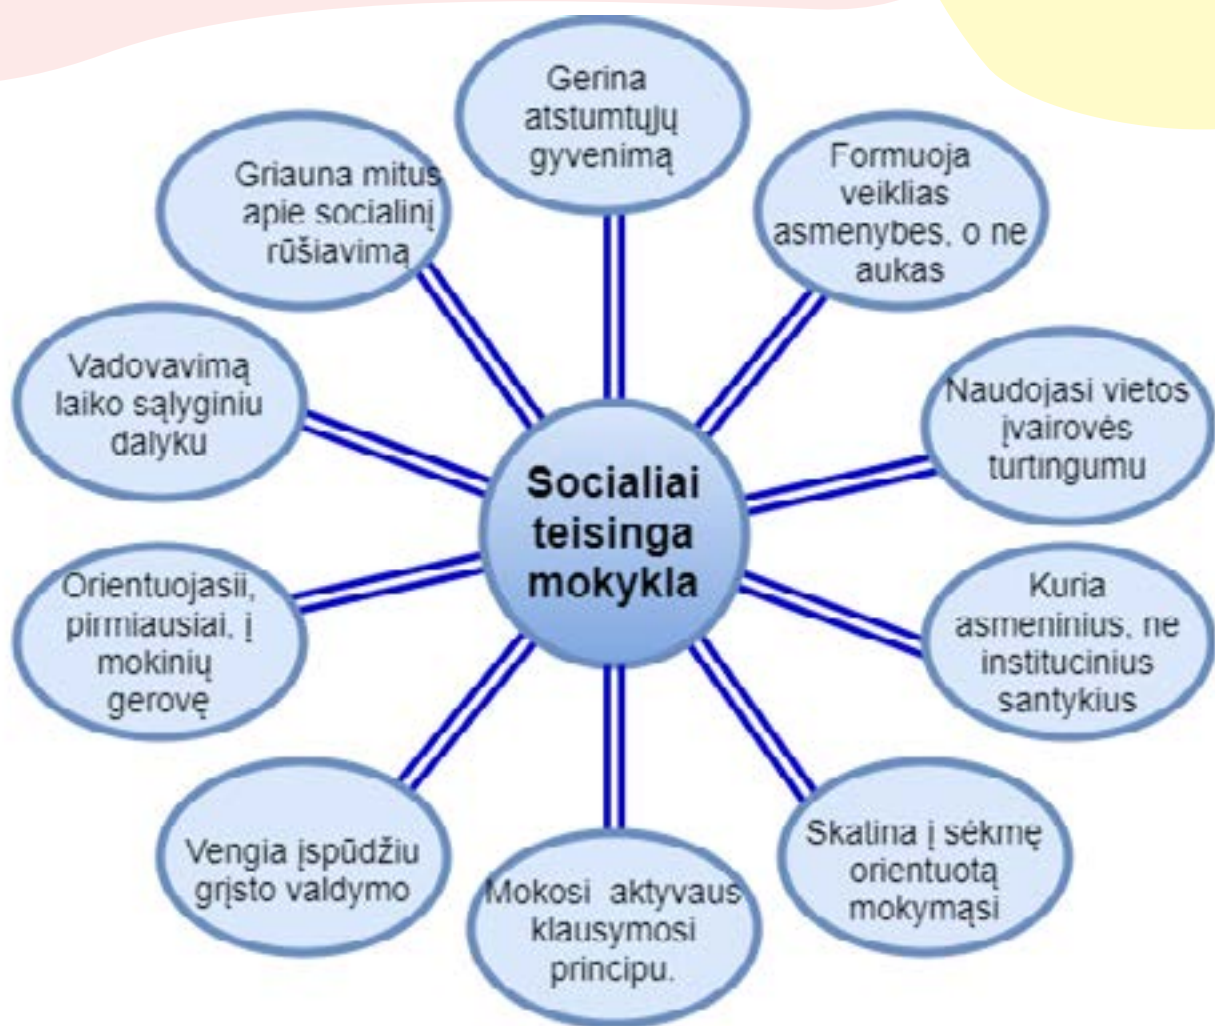 Gerina
atstumtųjų
gyvenimą
Formuoja
veiklias
asmenybes, o ne
aukas
Naudojasi vietos
įvairovės
turtingumu
Kuria
asmeninius, ne
institucinius
santykius
Skatina į sėkmę
orientuotą
mokymąsi
Mokosi aktyvaus
klausymosi
principu.
Vengia įspūdžiu
grįsto valdymo
Orientuojasii,
pirmiausiai, į
mokinių
gerovę
Vadovavimą
laiko sąlyginiu
dalyku
Griauna mitus
apie socialinį
rūšiavimą
Socialiai
teisinga
mokykla